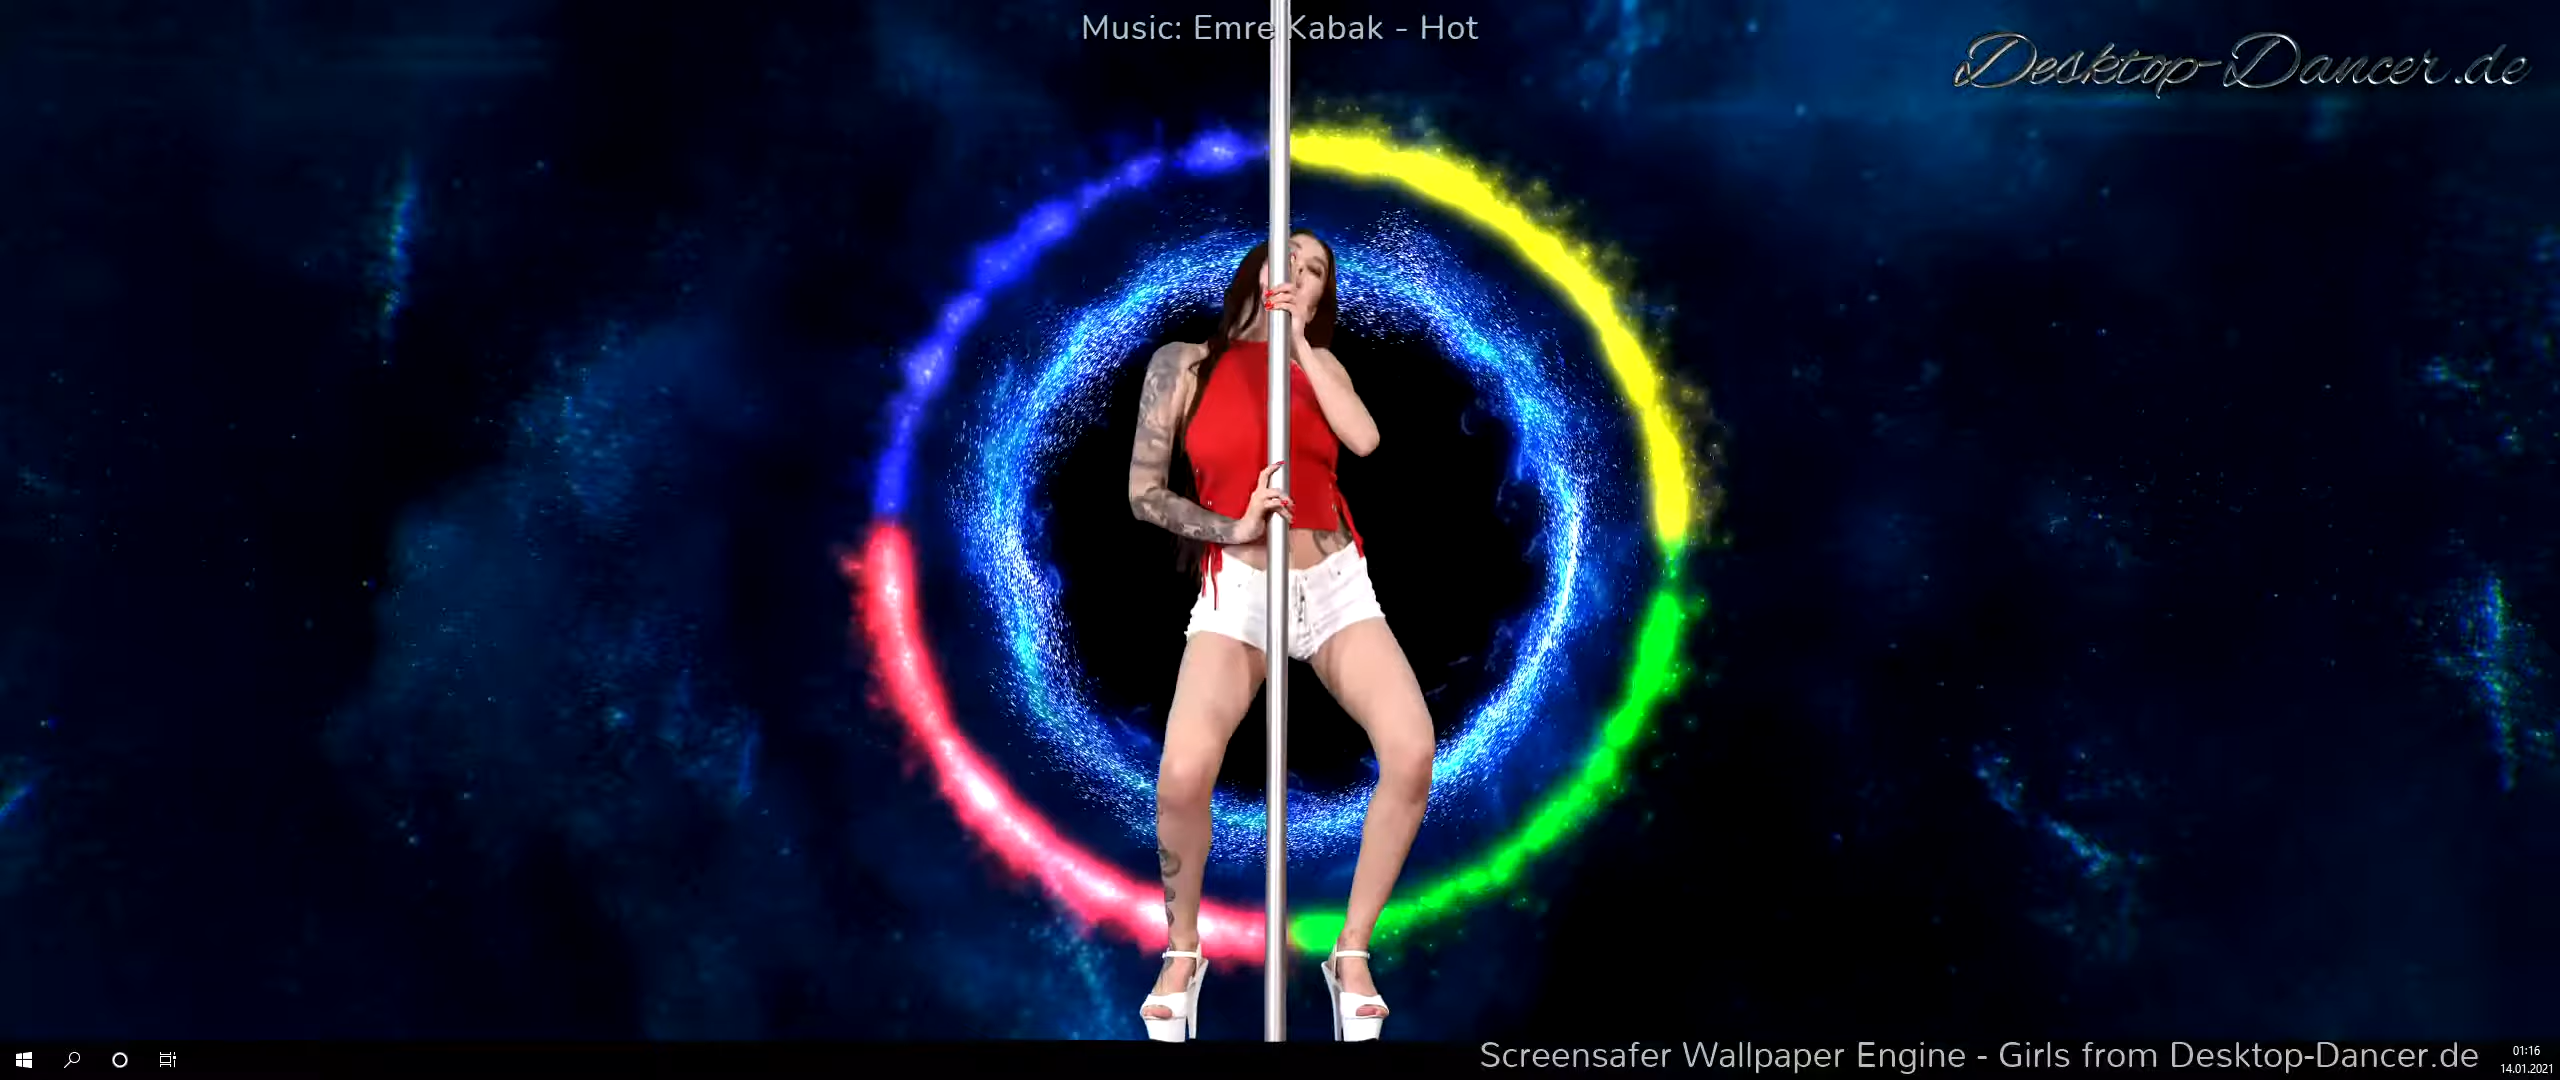 Music: Emre Kabak - Hot
Desktop-Dancer.de
Screensafer Wallpaper Engine - Girls from Desktop-Dancer.de
01:16
14.01.2021